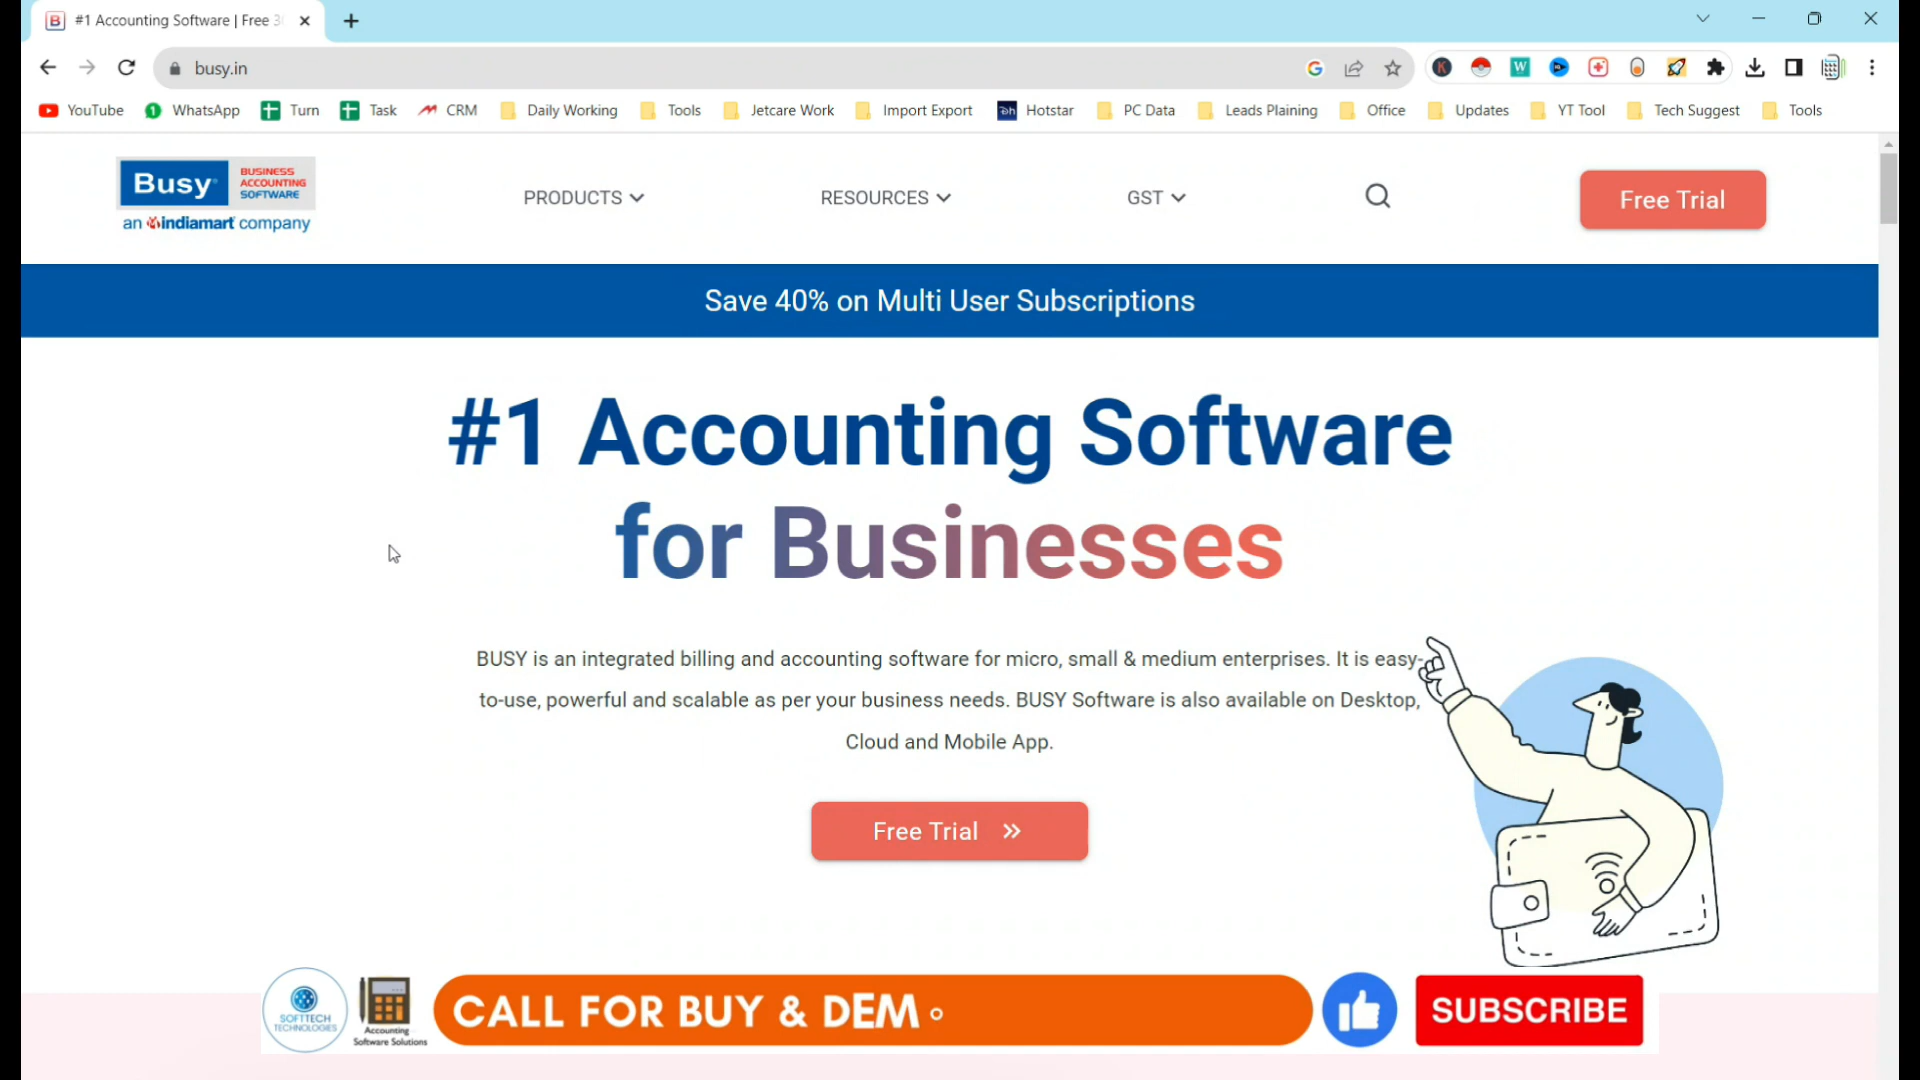 #1 Accounting Software | Free 3
busy.in
YouTube WhatsApp Turn Task CRM Daily Working Tools Jetcare Work Import Export Hotstar PC Data Leads Plaining Office Updates YT Tool Tech Suggest Tools
Busy
BUSINESS
ACCOUNTING
SOFTWARE
an indiamart company
PRODUCTS RESOURCES GST
Free Trial
Save 40% on Multi User Subscriptions
#1 Accounting Software
for Businesses
BUSY is an integrated billing and accounting software for micro, small & medium enterprises. It is easy-
to-use, powerful and scalable as per your business needs. BUSY Software is also available on Desktop,
Cloud and Mobile App.
Free Trial »
SOFTTECH
TECHNOLOGIES
Accounting
Software Solutions
CALL FOR BUY & DEM
SUBSCRIBE